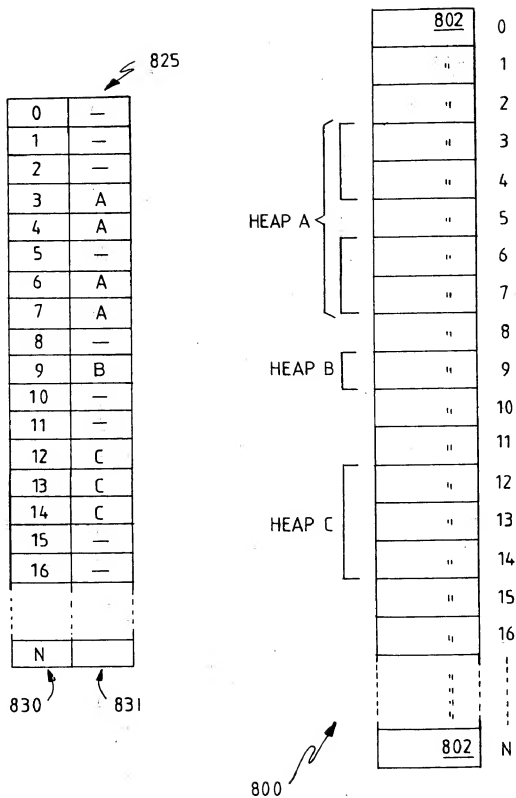 825
0 —
1 —
2 —
3 A
4 A
5 —
6 A
7 A
8 —
9 B
10 —
11 —
12 C
13 C
14 C
15 —
16 —
N
830 831
802 0
" 1
" 2
" 3
" 4
HEAP A
" 5
" 6
" 7
" 8
HEAP B
" 9
" 10
" 11
" 12
HEAP C
" 13
" 14
" 15
" 16
"
"
"
"
802 N
800